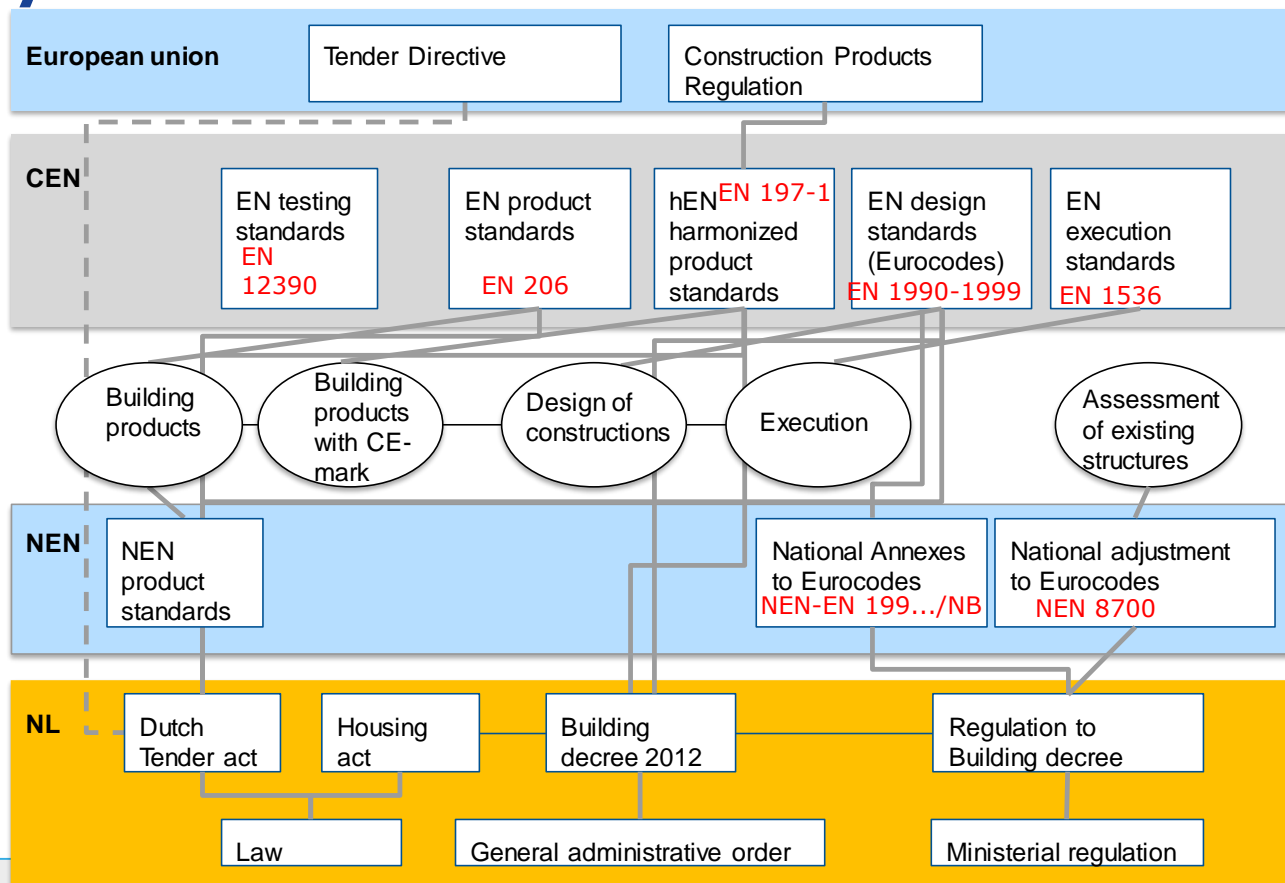 European union
Tender Directive
Construction Products
Regulation
CEN
EN testing
standards
EN
12390
EN product
standards
EN 206
hEN
EN 197-1
harmonized
product
standards
EN design
standards
(Eurocodes)
EN 1990-1999
EN
execution
standards
EN 1536
Building
products
Building
products
with CE-
mark
Design of
constructions
Execution
Assessment
of existing
structures
NEN
NEN
product
standards
National Annexes
to Eurocodes
NEN-EN 199.../NB
National adjustment
to Eurocodes
NEN 8700
NL
Dutch
Tender act
Housing
act
Building
decree 2012
Regulation to
Building decree
Law
General administrative order
Ministerial regulation